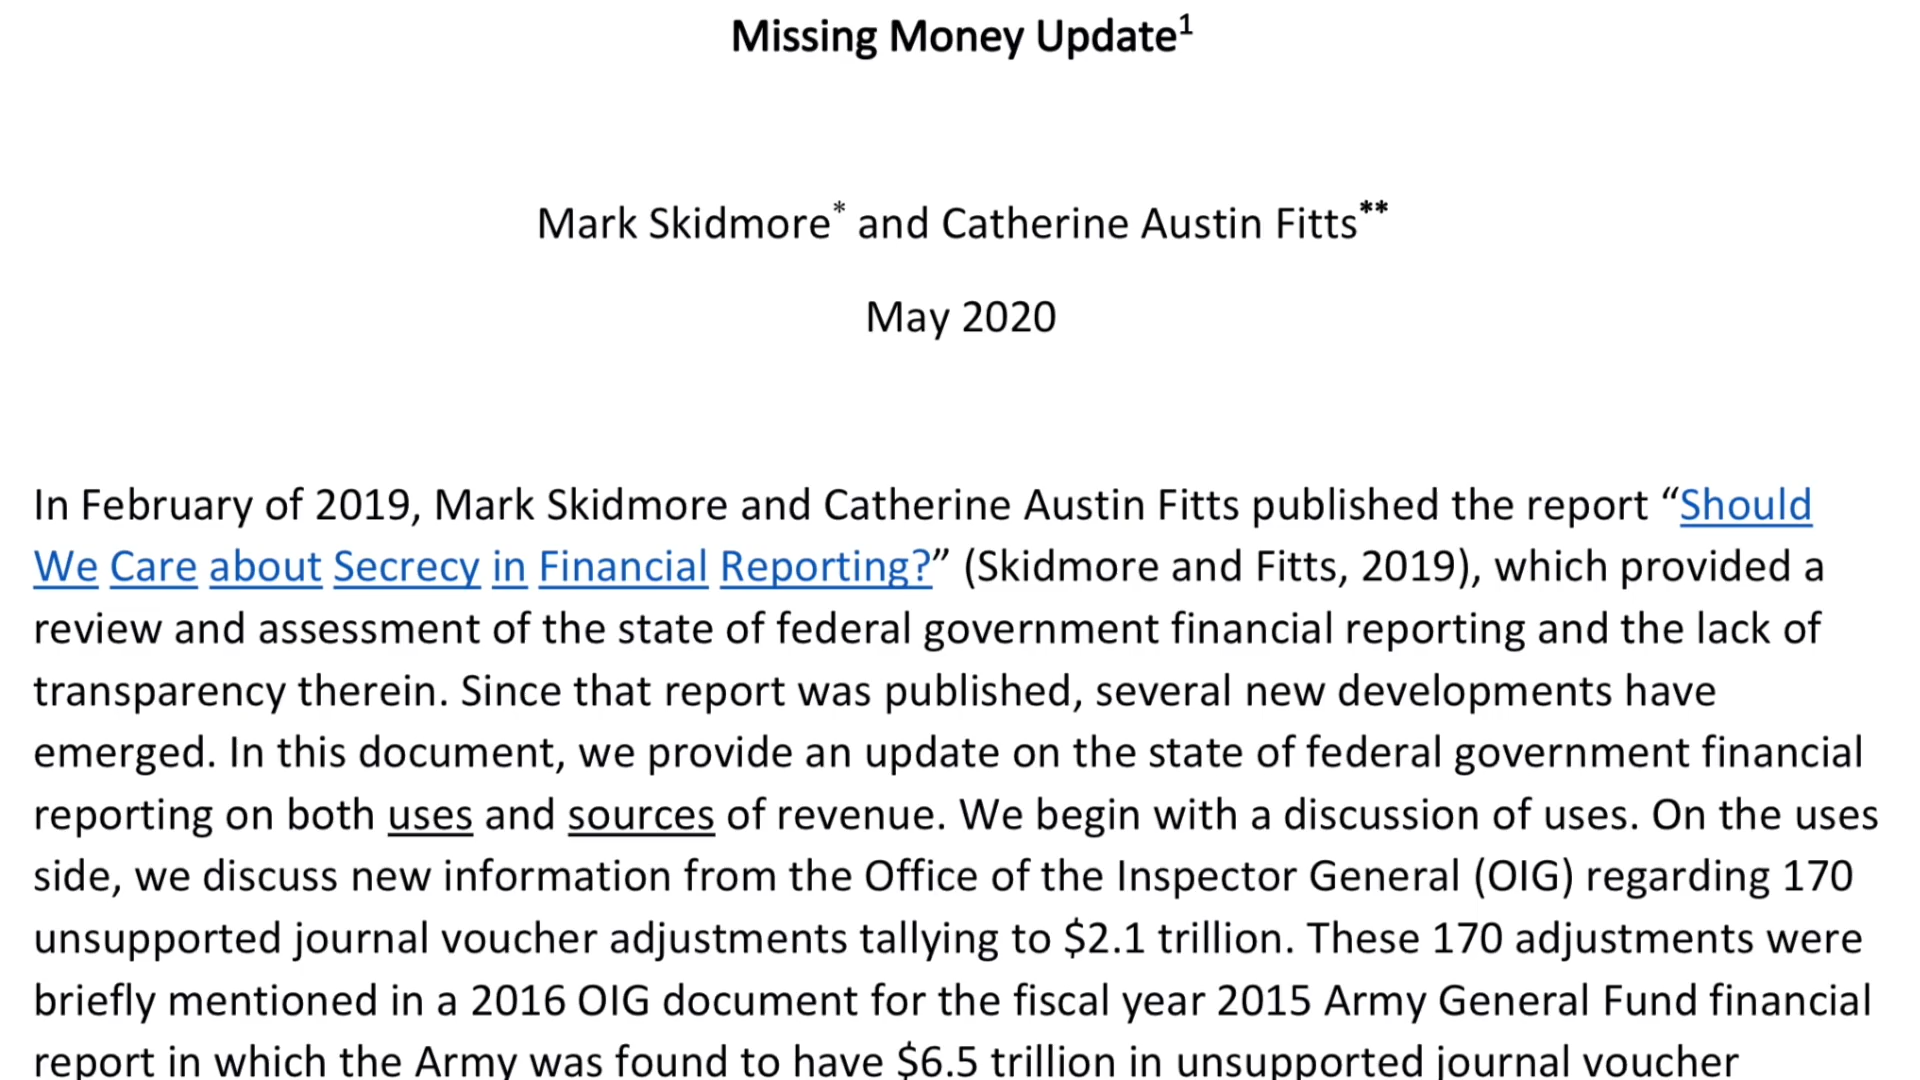 Missing Money Update¹
Mark Skidmore* and Catherine Austin Fitts**
May 2020
In February of 2019, Mark Skidmore and Catherine Austin Fitts published the report “Should
We Care about Secrecy in Financial Reporting?” (Skidmore and Fitts, 2019), which provided a
review and assessment of the state of federal government financial reporting and the lack of
transparency therein. Since that report was published, several new developments have
emerged. In this document, we provide an update on the state of federal government financial
reporting on both uses and sources of revenue. We begin with a discussion of uses. On the uses
side, we discuss new information from the Office of the Inspector General (OIG) regarding 170
unsupported journal voucher adjustments tallying to $2.1 trillion. These 170 adjustments were
briefly mentioned in a 2016 OIG document for the fiscal year 2015 Army General Fund financial
report in which the Army was found to have $6.5 trillion in unsupported journal voucher